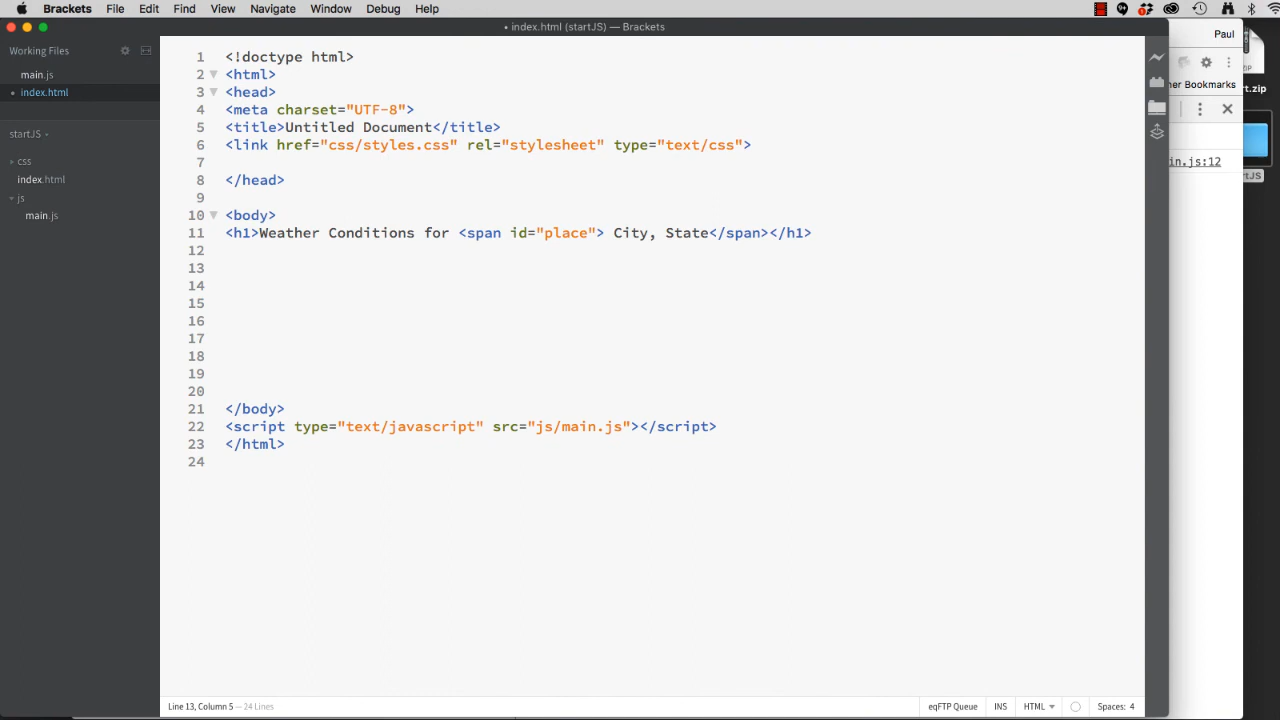 Brackets File Edit Find View Navigate Window Debug Help
• index.html (startJS) — Brackets
Paul
Working Files
main.js
• index.html
startJS
css
index.html
js
main.js
1 <!doctype html>
2 <html>
3 <head>
4 <meta charset="UTF-8">
5 <title>Untitled Document</title>
6 <link href="css/styles.css" rel="stylesheet" type="text/css">
7
8 </head>
9
10 <body>
11 <h1>Weather Conditions for <span id="place"> City, State</span></h1>
12
13
14
15
16
17
18
19
20
21 </body>
22 <script type="text/javascript" src="js/main.js"></script>
23 </html>
24
Bookmarks
in.js:12
Line 13, Column 5 — 24 Lines
eqFTP Queue INS HTML Spaces: 4